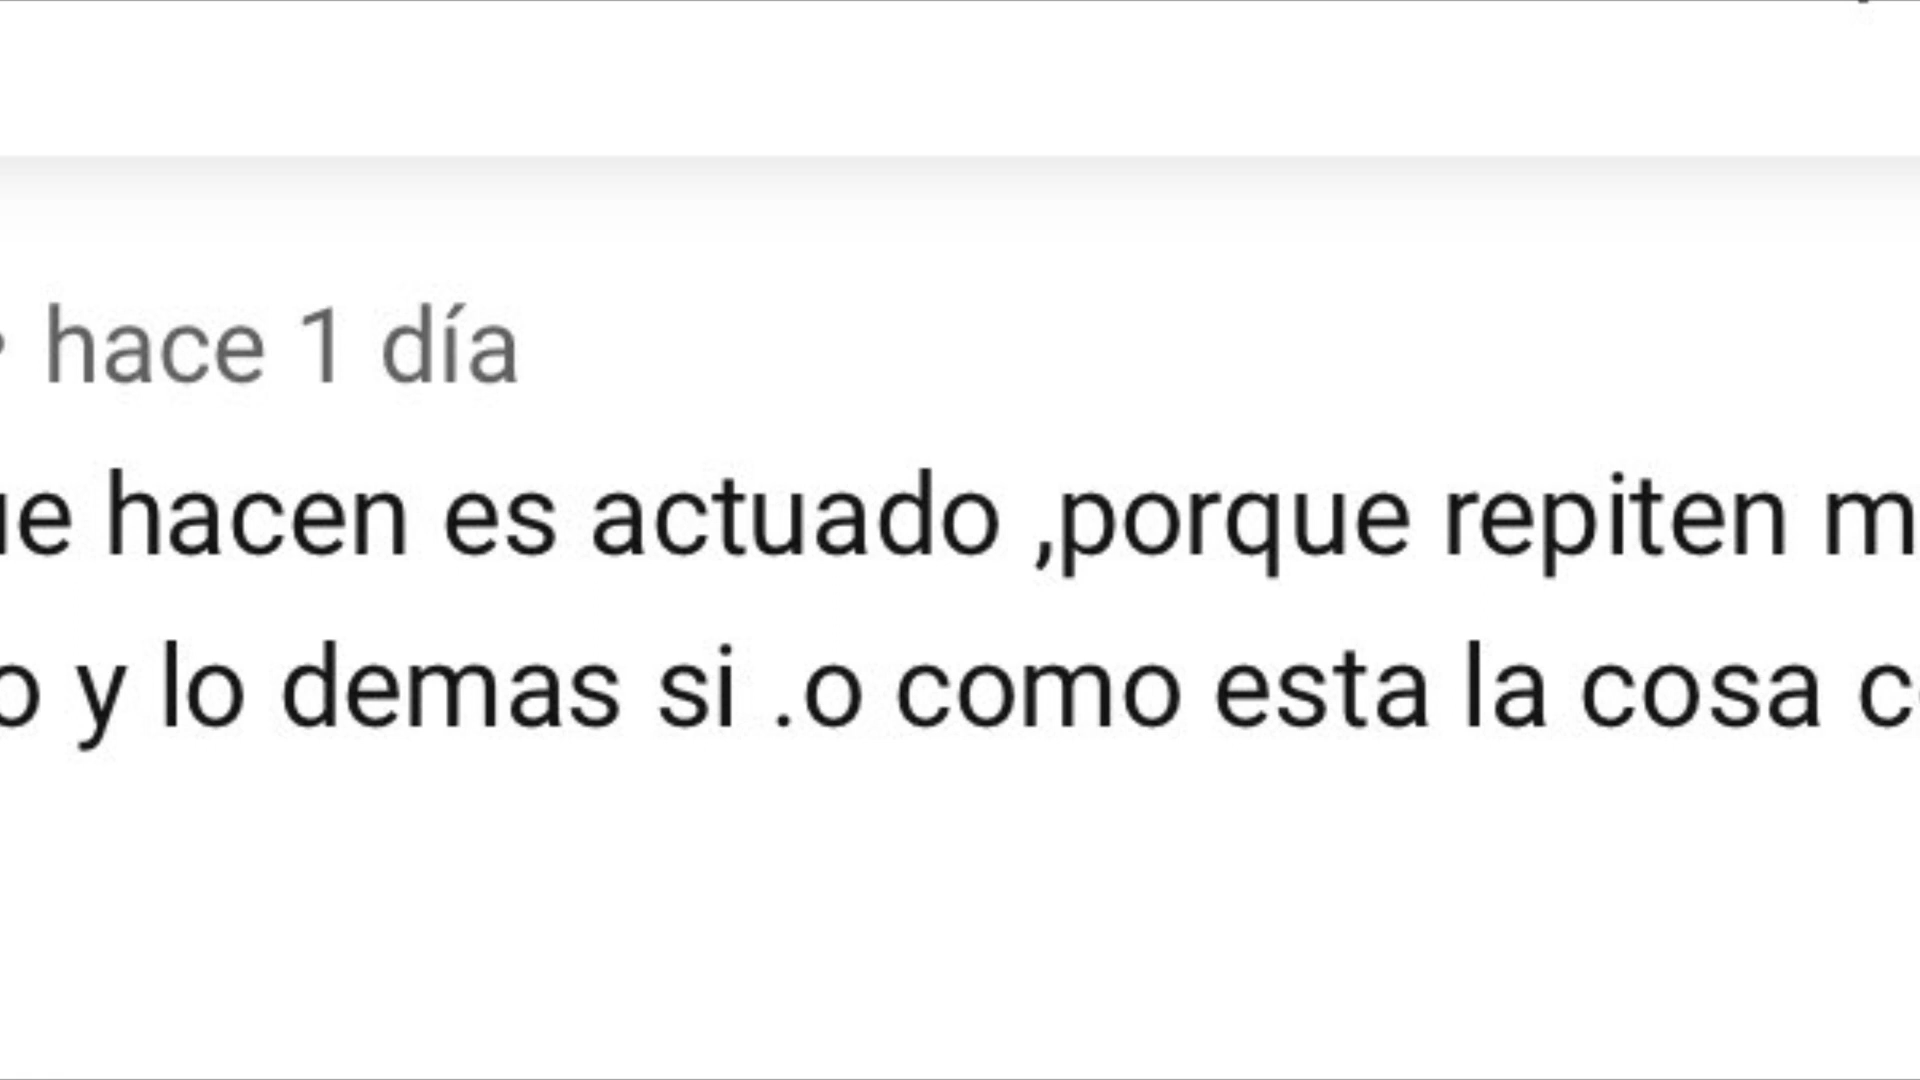 hace 1 día
hacen es actuado ,porque repiten
y lo demas si .o como esta la cosa